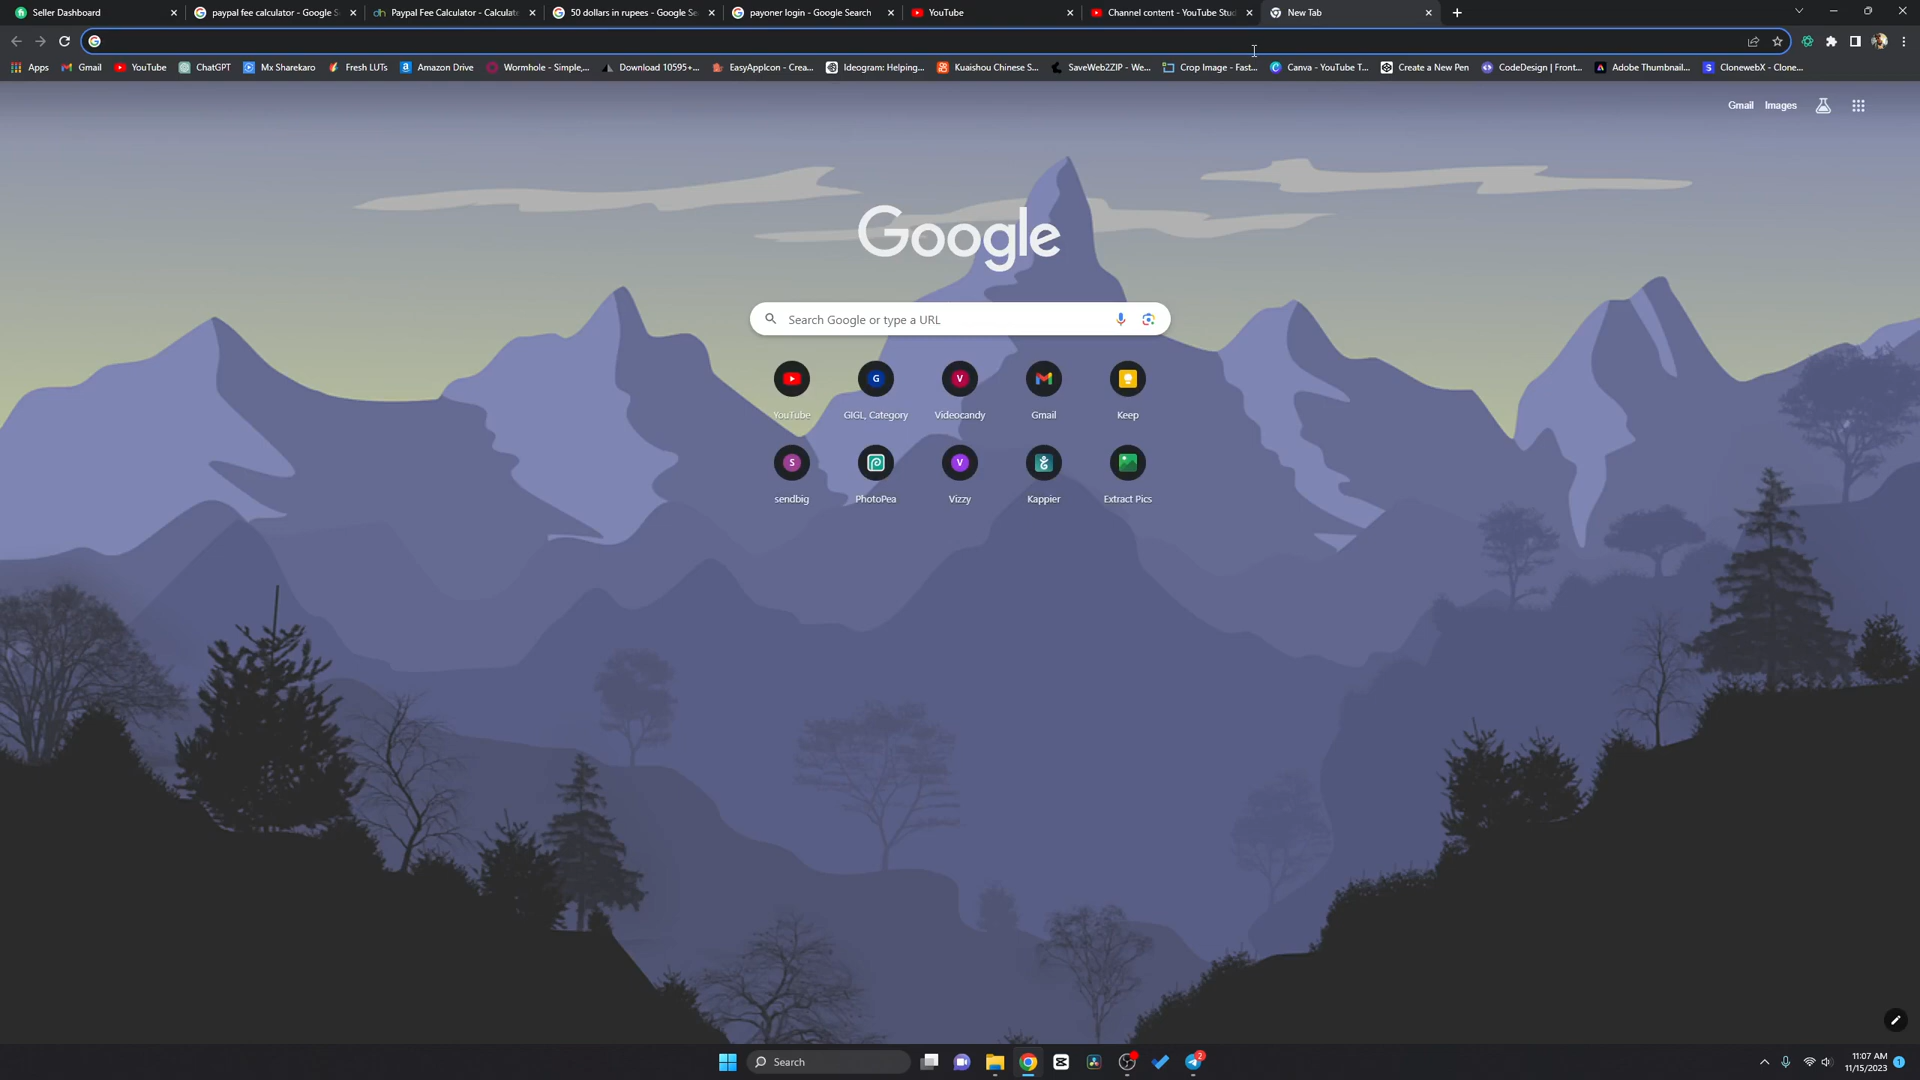 Seller Dashboard
paypal fee calculator - Google S
Paypal Fee Calculator - Calculate
50 dollars in rupees - Google Se
payoner login - Google Search
YouTube
Channel content - YouTube Stud
New Tab
Apps
Gmail
YouTube
ChatGPT
Mx Sharekaro
Fresh LUTs
Amazon Drive
Wormhole - Simple,...
Download 10595+...
EasyAppIcon - Crea...
Ideogram: Helping...
Kuaishou Chinese S...
SaveWeb2ZIP - We...
Crop Image - Fast...
Canva - YouTube T...
Create a New Pen
CodeDesign | Front...
Adobe Thumbnail...
ClonewebX - Clone...
Gmail Images
Google
Search Google or type a URL
YouTube
GIGL, Category
Videocandy
Gmail
Keep
sendbig
PhotoPea
Vizzy
Kappier
Extract Pics
Search
2
11:07 AM
11/15/2023
1